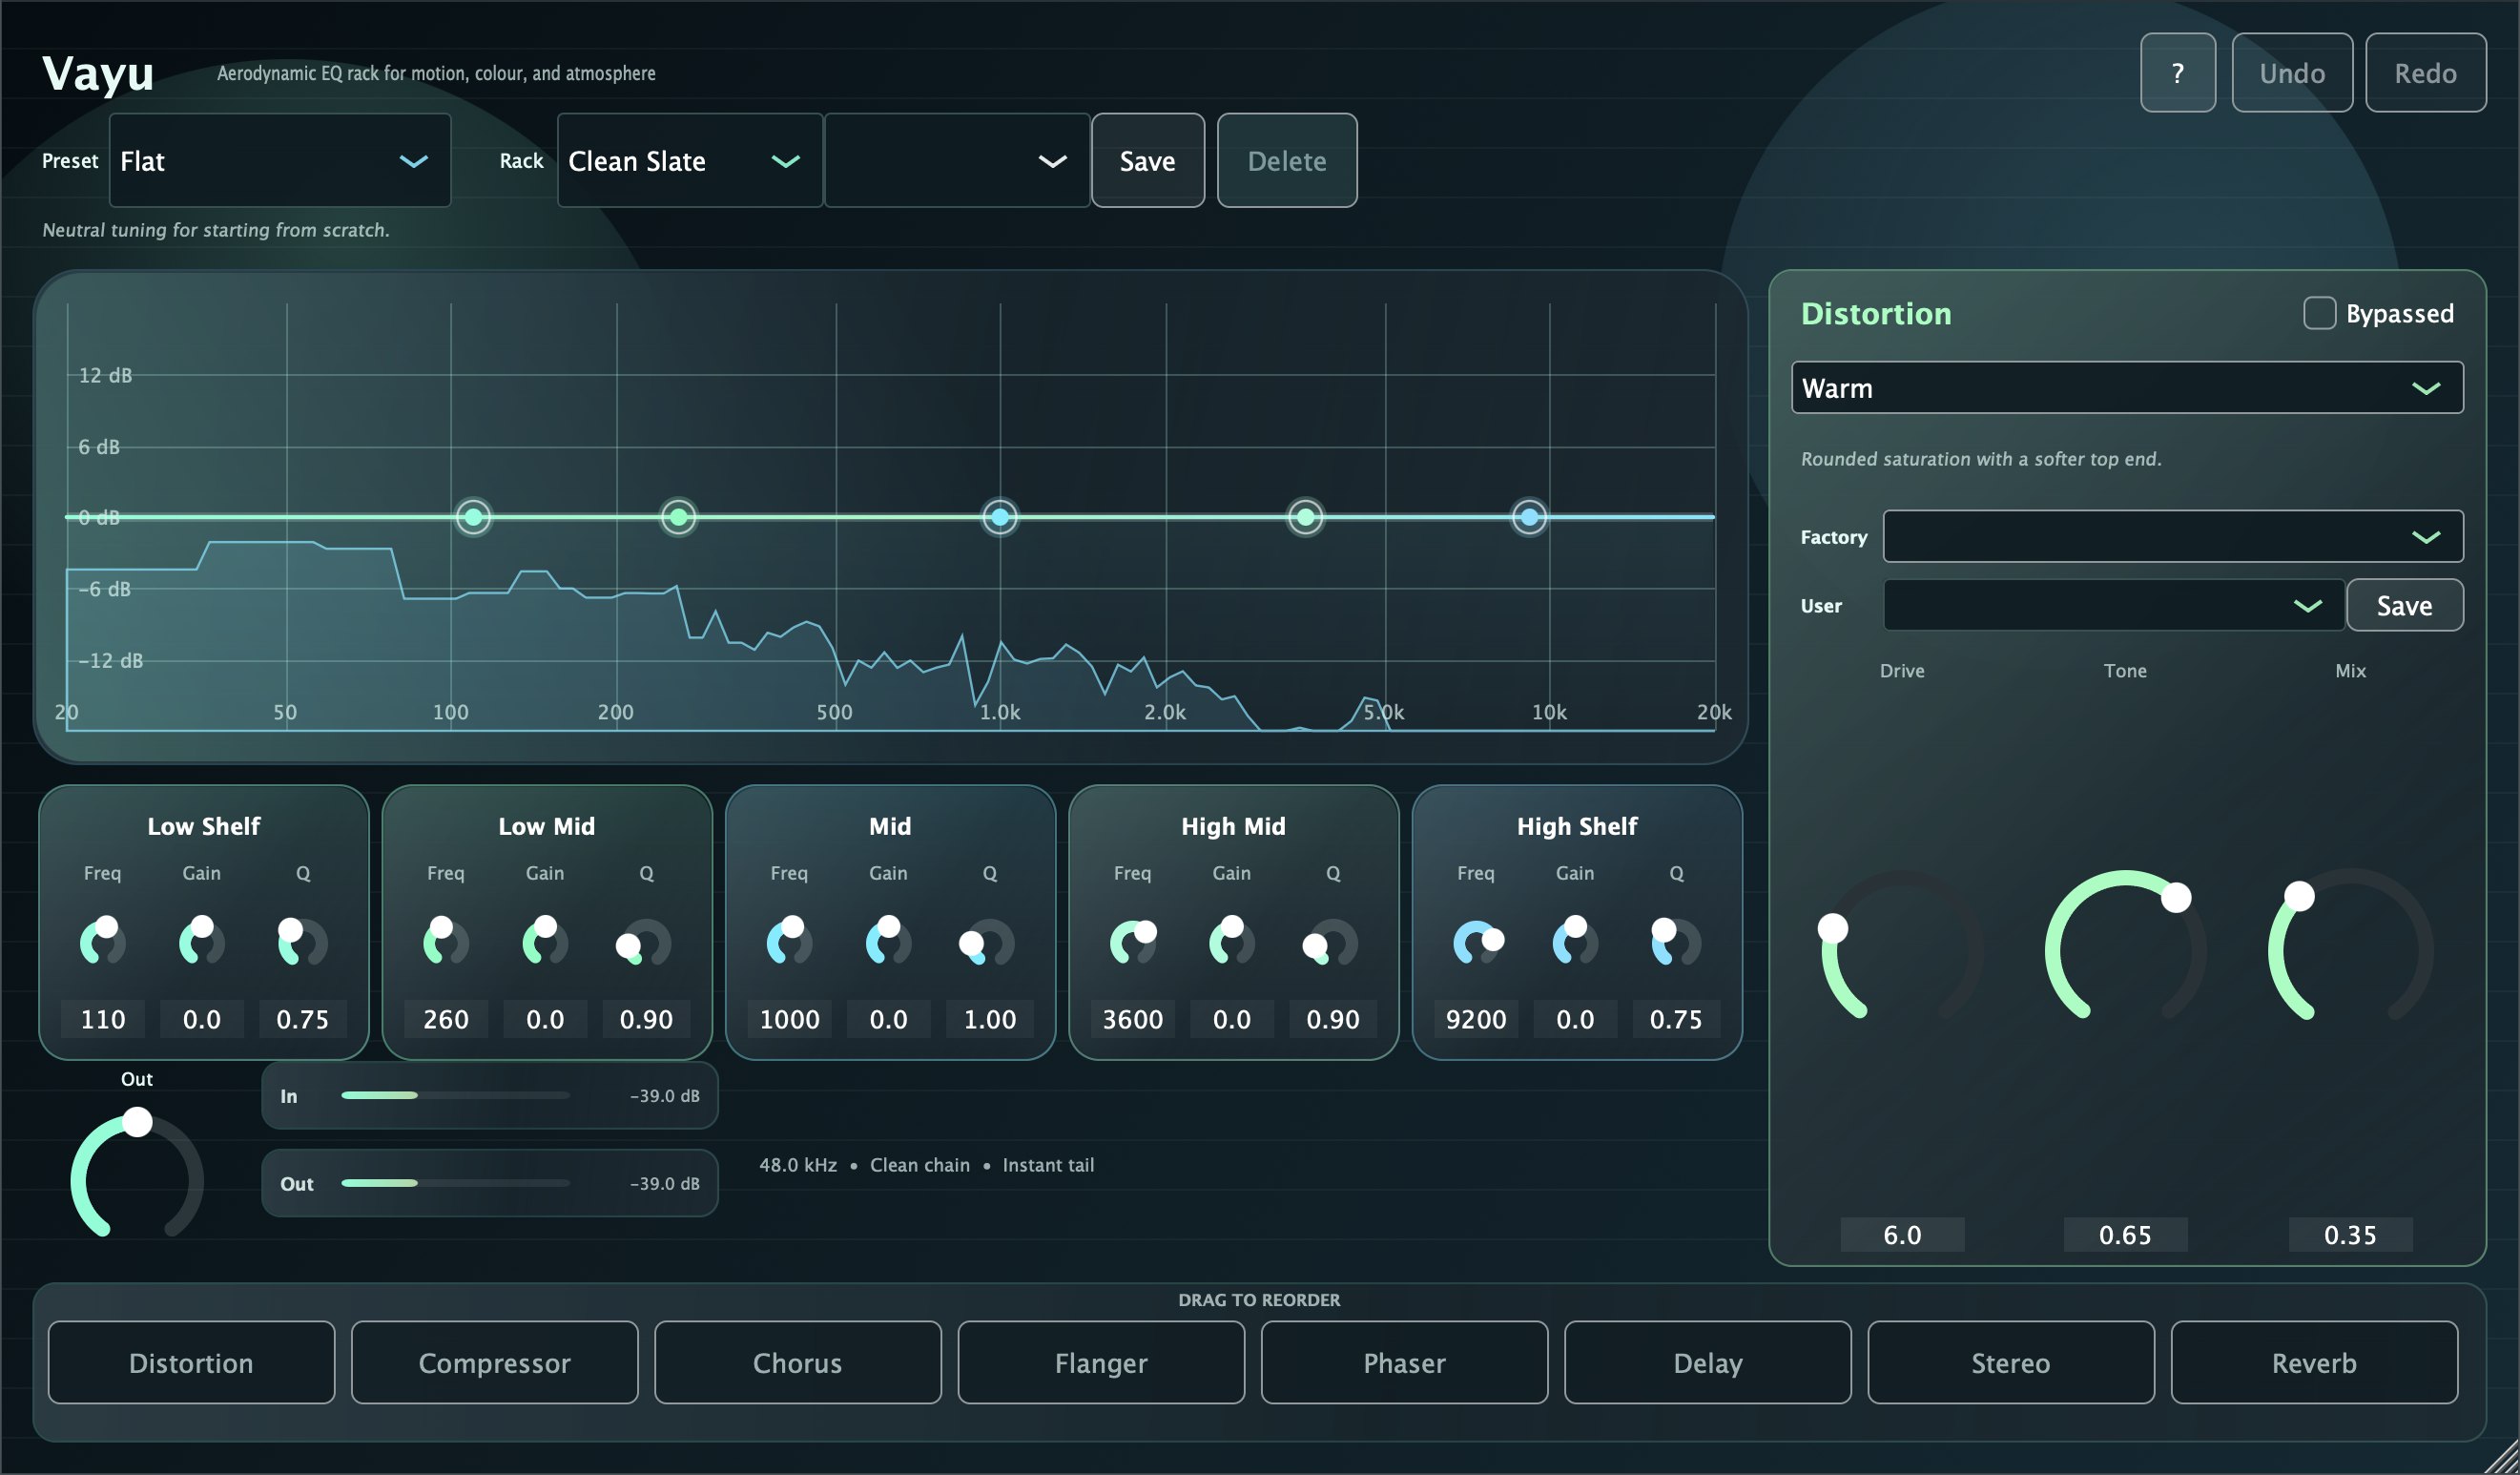 Vayu
Aerodynamic EQ rack for motion, colour, and atmosphere
?
Undo
Redo
Preset
Flat
Rack
Clean Slate
Save
Delete
Neutral tuning for starting from scratch.
12 dB
6 dB
0 dB
-6 dB
-12 dB
20
50
100
200
500
1.0k
2.0k
5.0k
10k
20k
Distortion
Bypassed
Warm
Rounded saturation with a softer top end.
Factory
User
Save
Drive
Tone
Mix
6.0
0.65
0.35
Low Shelf
Freq
Gain
Q
110
0.0
0.75
Low Mid
Freq
Gain
Q
260
0.0
0.90
Mid
Freq
Gain
Q
1000
0.0
1.00
High Mid
Freq
Gain
Q
3600
0.0
0.90
High Shelf
Freq
Gain
Q
9200
0.0
0.75
Out
In
-39.0 dB
Out
-39.0 dB
48.0 kHz • Clean chain • Instant tail
DRAG TO REORDER
Distortion
Compressor
Chorus
Flanger
Phaser
Delay
Stereo
Reverb